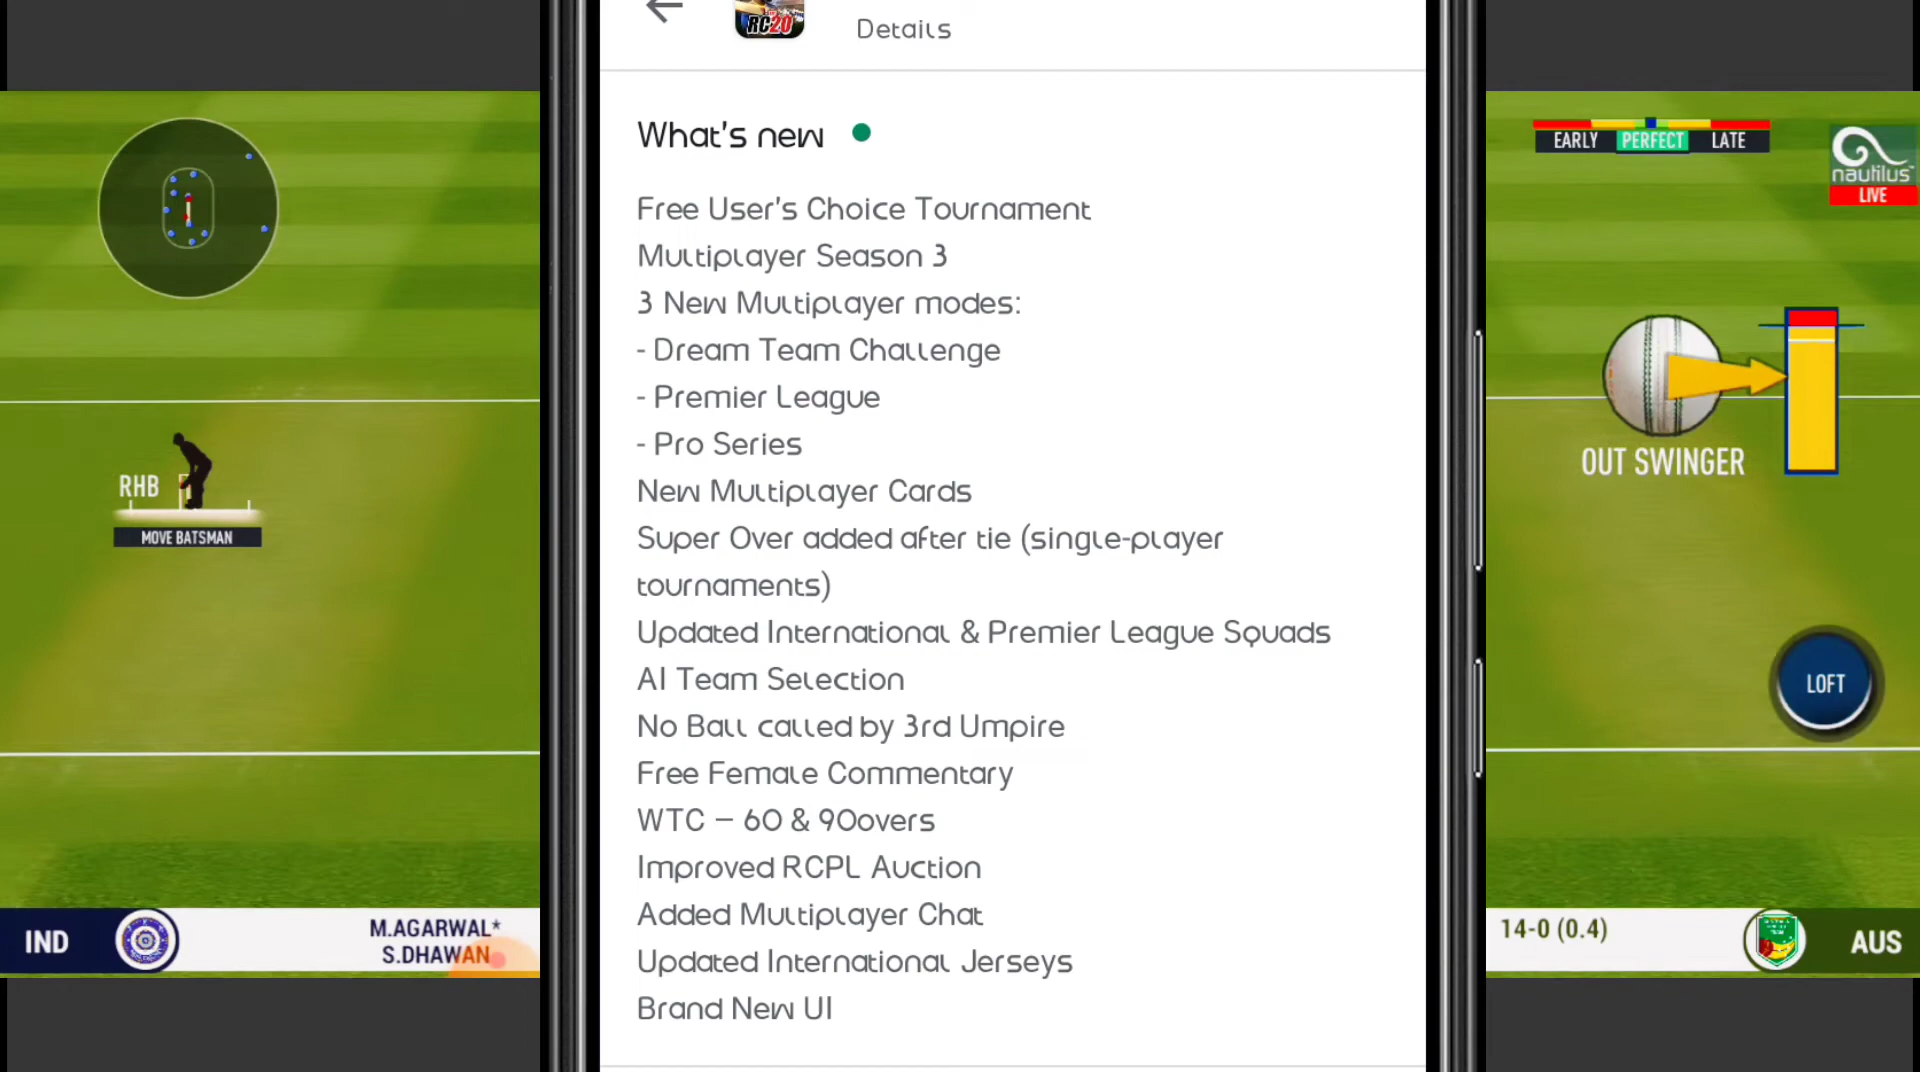 RC20
Details
What's new
Free User's Choice Tournament
Multiplayer Season 3
3 New Multiplayer modes:
- Dream Team Challenge
- Premier League
- Pro Series
New Multiplayer Cards
Super Over added after tie (single-player
tournaments)
Updated International & Premier League Squads
AI Team Selection
No Ball called by 3rd Umpire
Free Female Commentary
WTC – 60 & 90overs
Improved RCPL Auction
Added Multiplayer Chat
Updated International Jerseys
Brand New UI
RHB
MOVE BATSMAN
IND
M.AGARWAL*
S.DHAWAN
EARLY PERFECT LATE
nautilus
LIVE
OUT SWINGER
LOFT
14-0 (0.4)
AUS